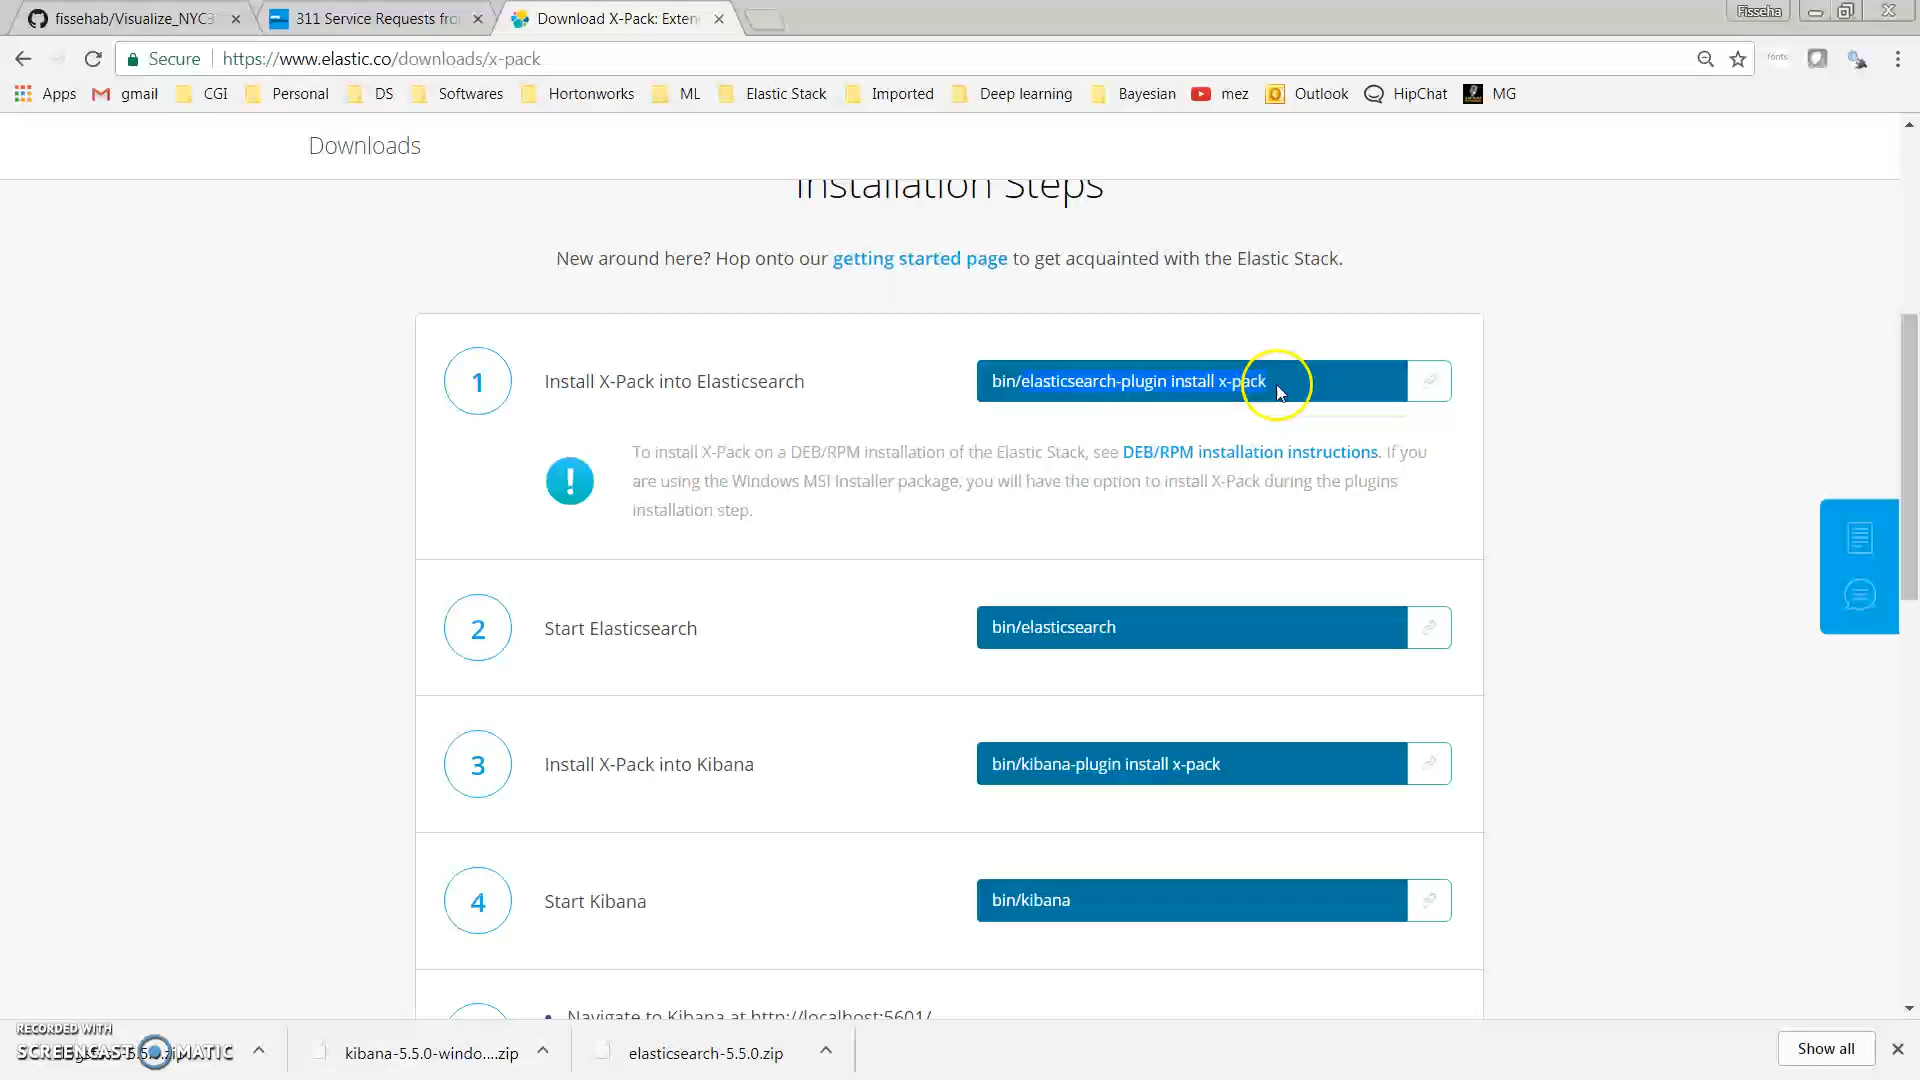 fissehab/Visualize_NYC3
311 Service Requests fro
Download X-Pack: Exten
Fisseha
Secure
https://www.elastic.co/downloads/x-pack
fonts
Apps
gmail
CGI
Personal
DS
Softwares
Hortonworks
ML
Elastic Stack
Imported
Deep learning
Bayesian
mez
Outlook
HipChat
MG
Downloads
Installation Steps
New around here? Hop onto our getting started page to get acquainted with the Elastic Stack.
1
Install X-Pack into Elasticsearch
bin/elasticsearch-plugin install x-pack
To install X-Pack on a DEB/RPM installation of the Elastic Stack, see DEB/RPM installation instructions. If you
are using the Windows MSI Installer package, you will have the option to install X-Pack during the plugins
installation step.
2
Start Elasticsearch
bin/elasticsearch
3
Install X-Pack into Kibana
bin/kibana-plugin install x-pack
4
Start Kibana
bin/kibana
Navigate to Kibana at http://localhost:5601/
RECORDED WITH
SCREENCAST MATIC
kibana-5.5.0-windo....zip
elasticsearch-5.5.0.zip
Show all